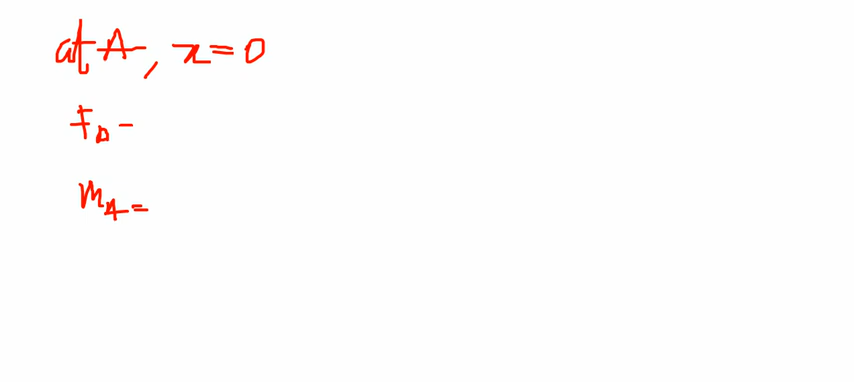 at A, x = 0
F_D -
M_A =